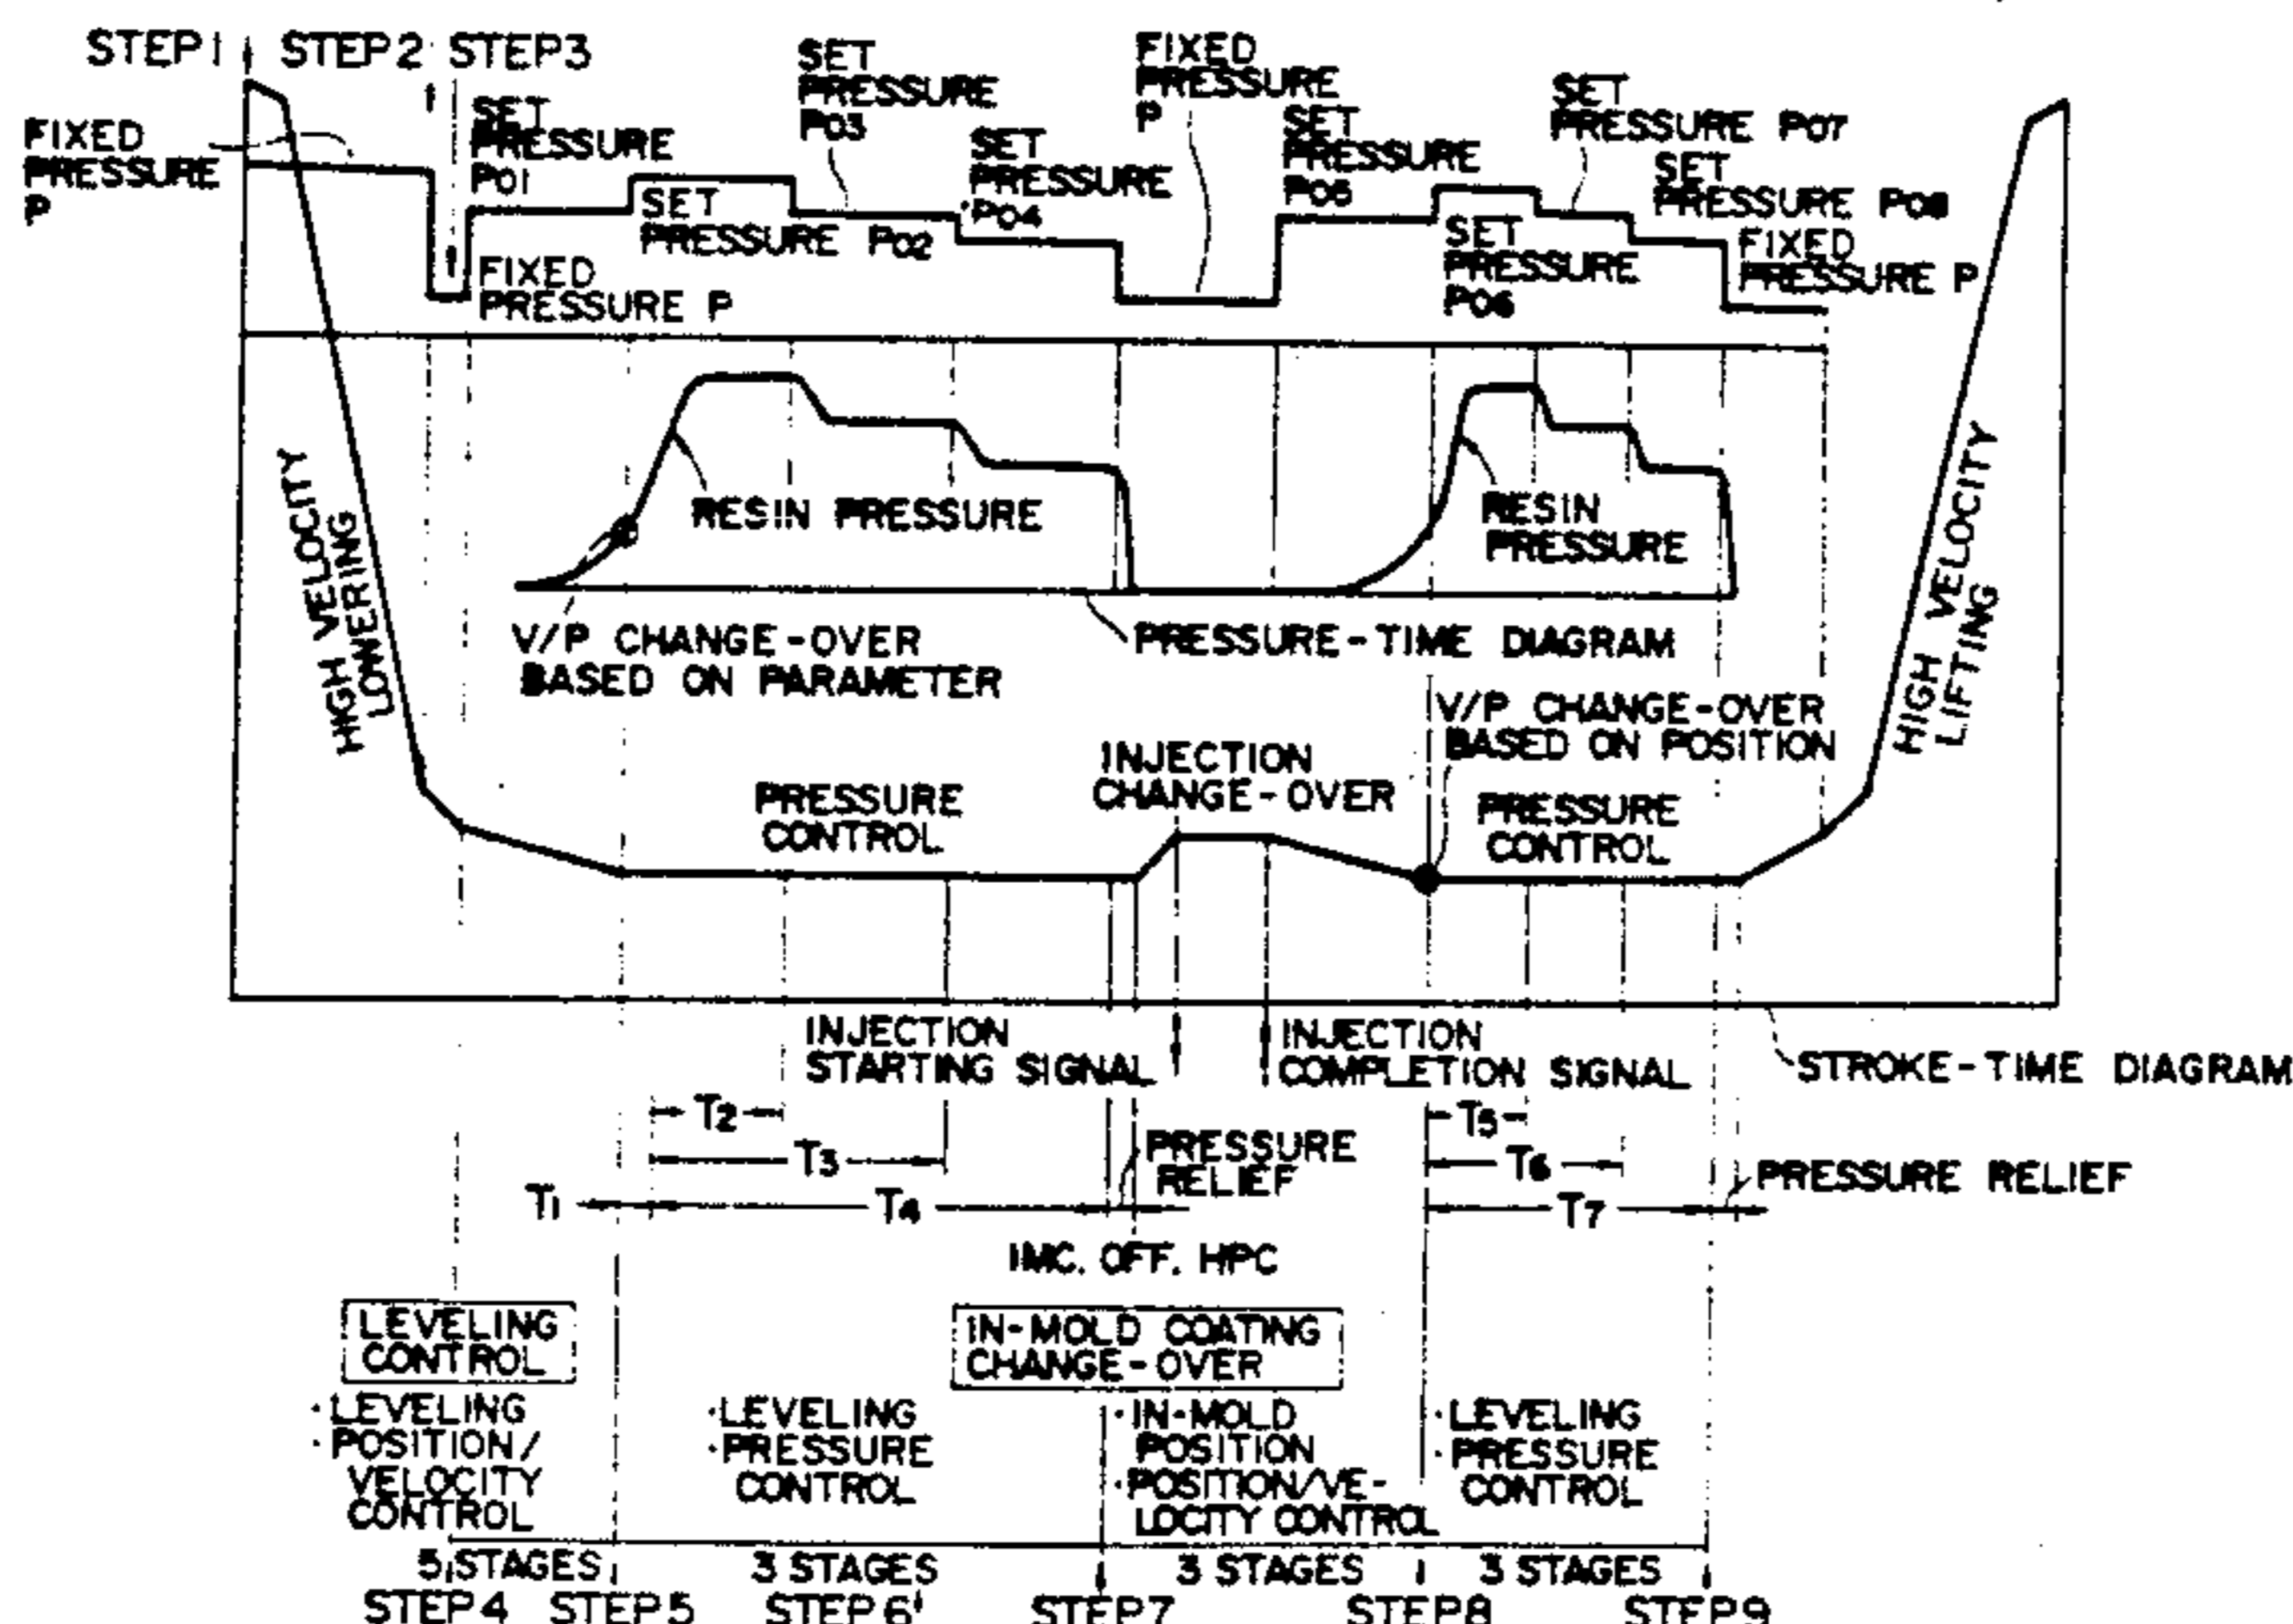 STEP1 STEP2 STEP3
FIXED
PRESSURE
P
SET
PRESSURE
P01
SET
PRESSURE
P03
SET
PRESSURE P02
FIXED
PRESSURE P
SET
PRESSURE
P04
FIXED
PRESSURE
P
SET
PRESSURE
P05
SET
PRESSURE
P06
SET
PRESSURE P07
SET
PRESSURE P08
FIXED
PRESSURE P
HIGH VELOCITY
LOWERING
RESIN PRESSURE
RESIN
PRESSURE
HIGH VELOCITY
LIFTING
V/P CHANGE-OVER
BASED ON PARAMETER
PRESSURE-TIME DIAGRAM
V/P CHANGE-OVER
BASED ON POSITION
PRESSURE
CONTROL
INJECTION
CHANGE-OVER
PRESSURE
CONTROL
INJECTION
STARTING SIGNAL
INJECTION
COMPLETION SIGNAL
STROKE-TIME DIAGRAM
T2
T3
T1
T4
PRESSURE
RELIEF
T5
T6
T7
PRESSURE RELIEF
IMC. OFF. HPC
LEVELING
CONTROL
IN-MOLD COATING
CHANGE-OVER
·LEVELING
·POSITION/
VELOCITY
CONTROL
·LEVELING
·PRESSURE
CONTROL
·IN-MOLD
POSITION
·POSITION/VE-
LOCITY CONTROL
·LEVELING
·PRESSURE
CONTROL
5 STAGES
3 STAGES
3 STAGES
3 STAGES
STEP4 STEP5 STEP6' STEP7 STEP8 STEP9